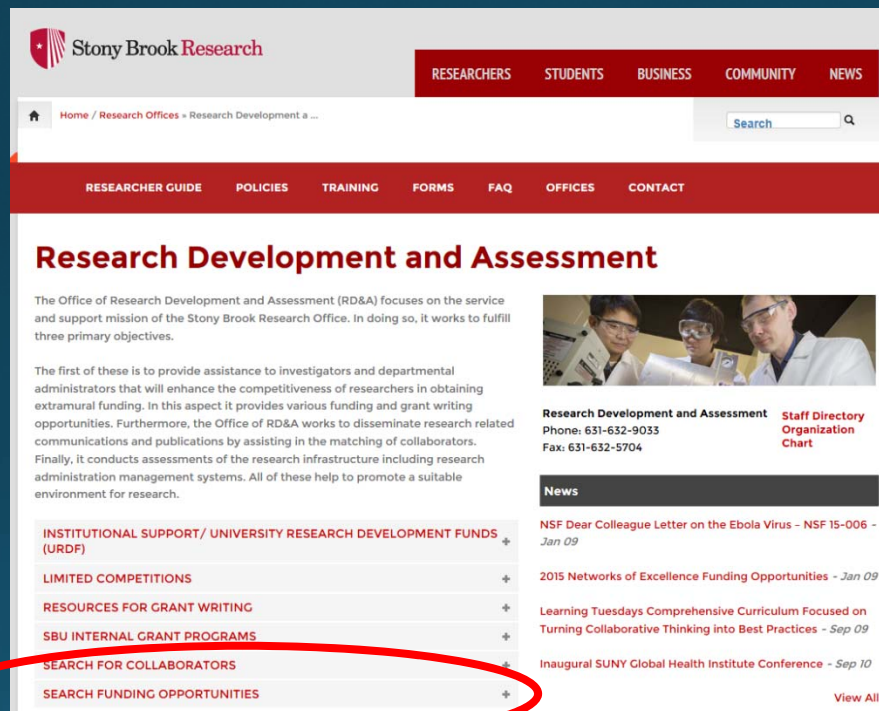 Stony Brook Research
RESEARCHERS STUDENTS BUSINESS COMMUNITY NEWS
Home / Research Offices » Research Development a ...
Search
RESEARCHER GUIDE POLICIES TRAINING FORMS FAQ OFFICES CONTACT
Research Development and Assessment
The Office of Research Development and Assessment (RD&A) focuses on the service
and support mission of the Stony Brook Research Office. In doing so, it works to fulfill
three primary objectives.
The first of these is to provide assistance to investigators and departmental
administrators that will enhance the competitiveness of researchers in obtaining
extramural funding. In this aspect it provides various funding and grant writing
opportunities. Furthermore, the Office of RD&A works to disseminate research related
communications and publications by assisting in the matching of collaborators.
Finally, it conducts assessments of the research infrastructure including research
administration management systems. All of these help to promote a suitable
environment for research.
INSTITUTIONAL SUPPORT/ UNIVERSITY RESEARCH DEVELOPMENT FUNDS
(URDF) +
LIMITED COMPETITIONS +
RESOURCES FOR GRANT WRITING +
SBU INTERNAL GRANT PROGRAMS +
SEARCH FOR COLLABORATORS +
SEARCH FUNDING OPPORTUNITIES +
Research Development and Assessment
Phone: 631-632-9033
Fax: 631-632-5704
Staff Directory
Organization
Chart
News
NSF Dear Colleague Letter on the Ebola Virus – NSF 15-006 -
Jan 09
2015 Networks of Excellence Funding Opportunities - Jan 09
Learning Tuesdays Comprehensive Curriculum Focused on
Turning Collaborative Thinking into Best Practices - Sep 09
Inaugural SUNY Global Health Institute Conference - Sep 10
View All